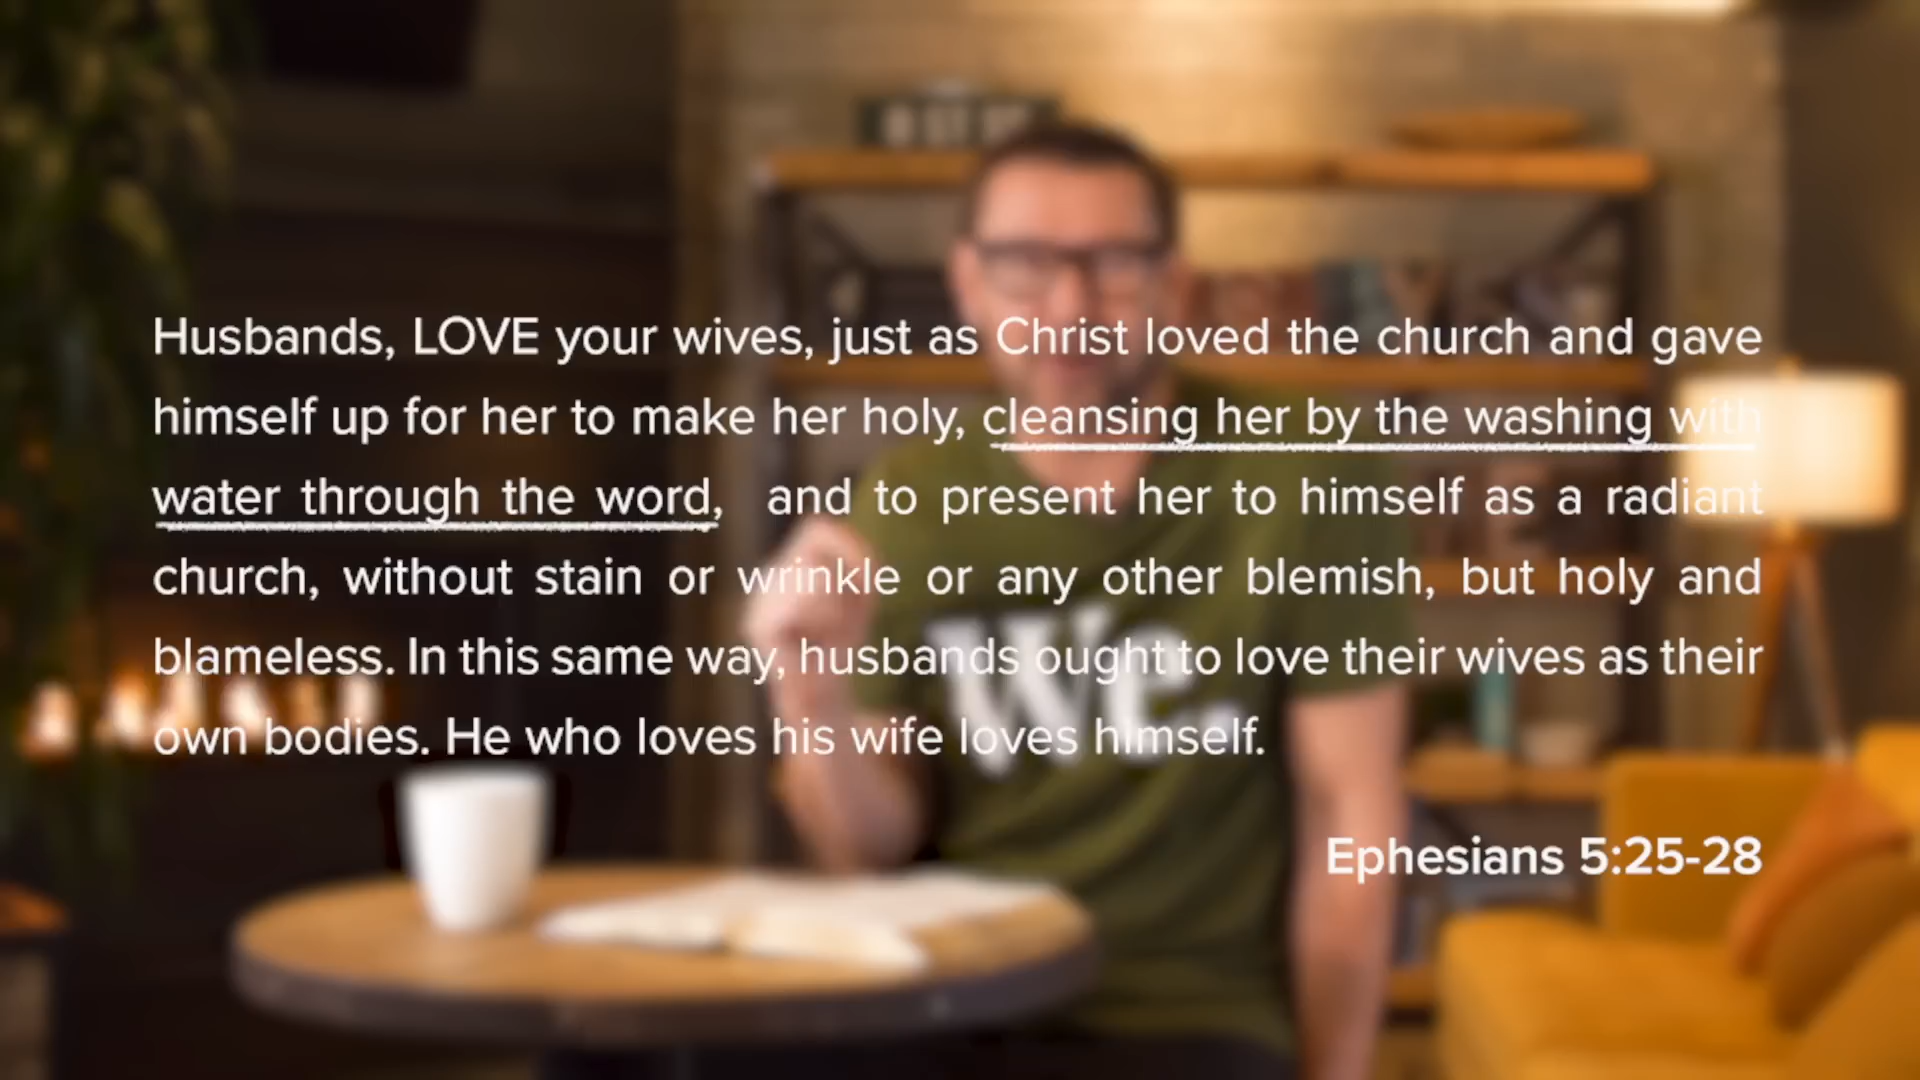 Husbands, LOVE your wives, just as Christ loved the church and gave
himself up for her to make her holy, cleansing her by the washing with
water through the word, and to present her to himself as a radiant
church, without stain or wrinkle or any other blemish, but holy and
blameless. In this same way, husbands ought to love their wives as their
own bodies. He who loves his wife loves himself.
Ephesians 5:25-28
We.